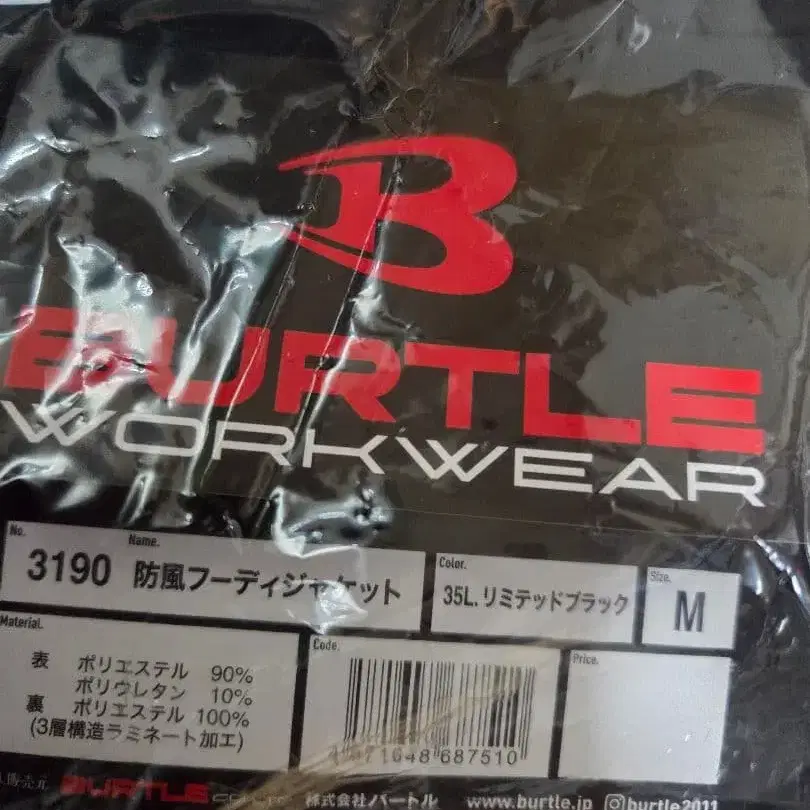 B
BURTLE
WORKWEAR
No.
3190
Name.
防風フーディジャケット
Color.
35L. リミテッドブラック
Size.
M
Material.
表 ポリエステル 90%
ポリウレタン 10%
裏 ポリエステル 100%
(3層構造ラミネート加工)
Code.
687510
Price.
販売元 BURTLE 株式会社バートル www.burtle.jp burtle2011